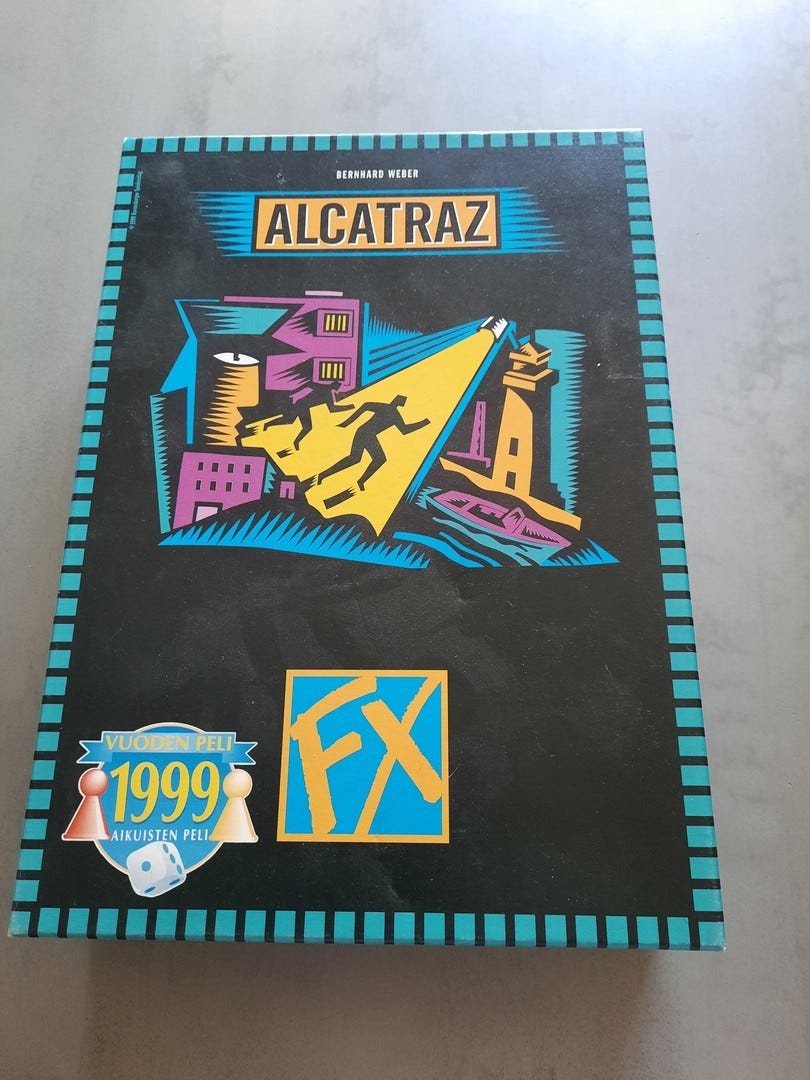 BERNHARD WEBER
ALCATRAZ
FX
VUODEN PELI
1999
AIKUISTEN PELI